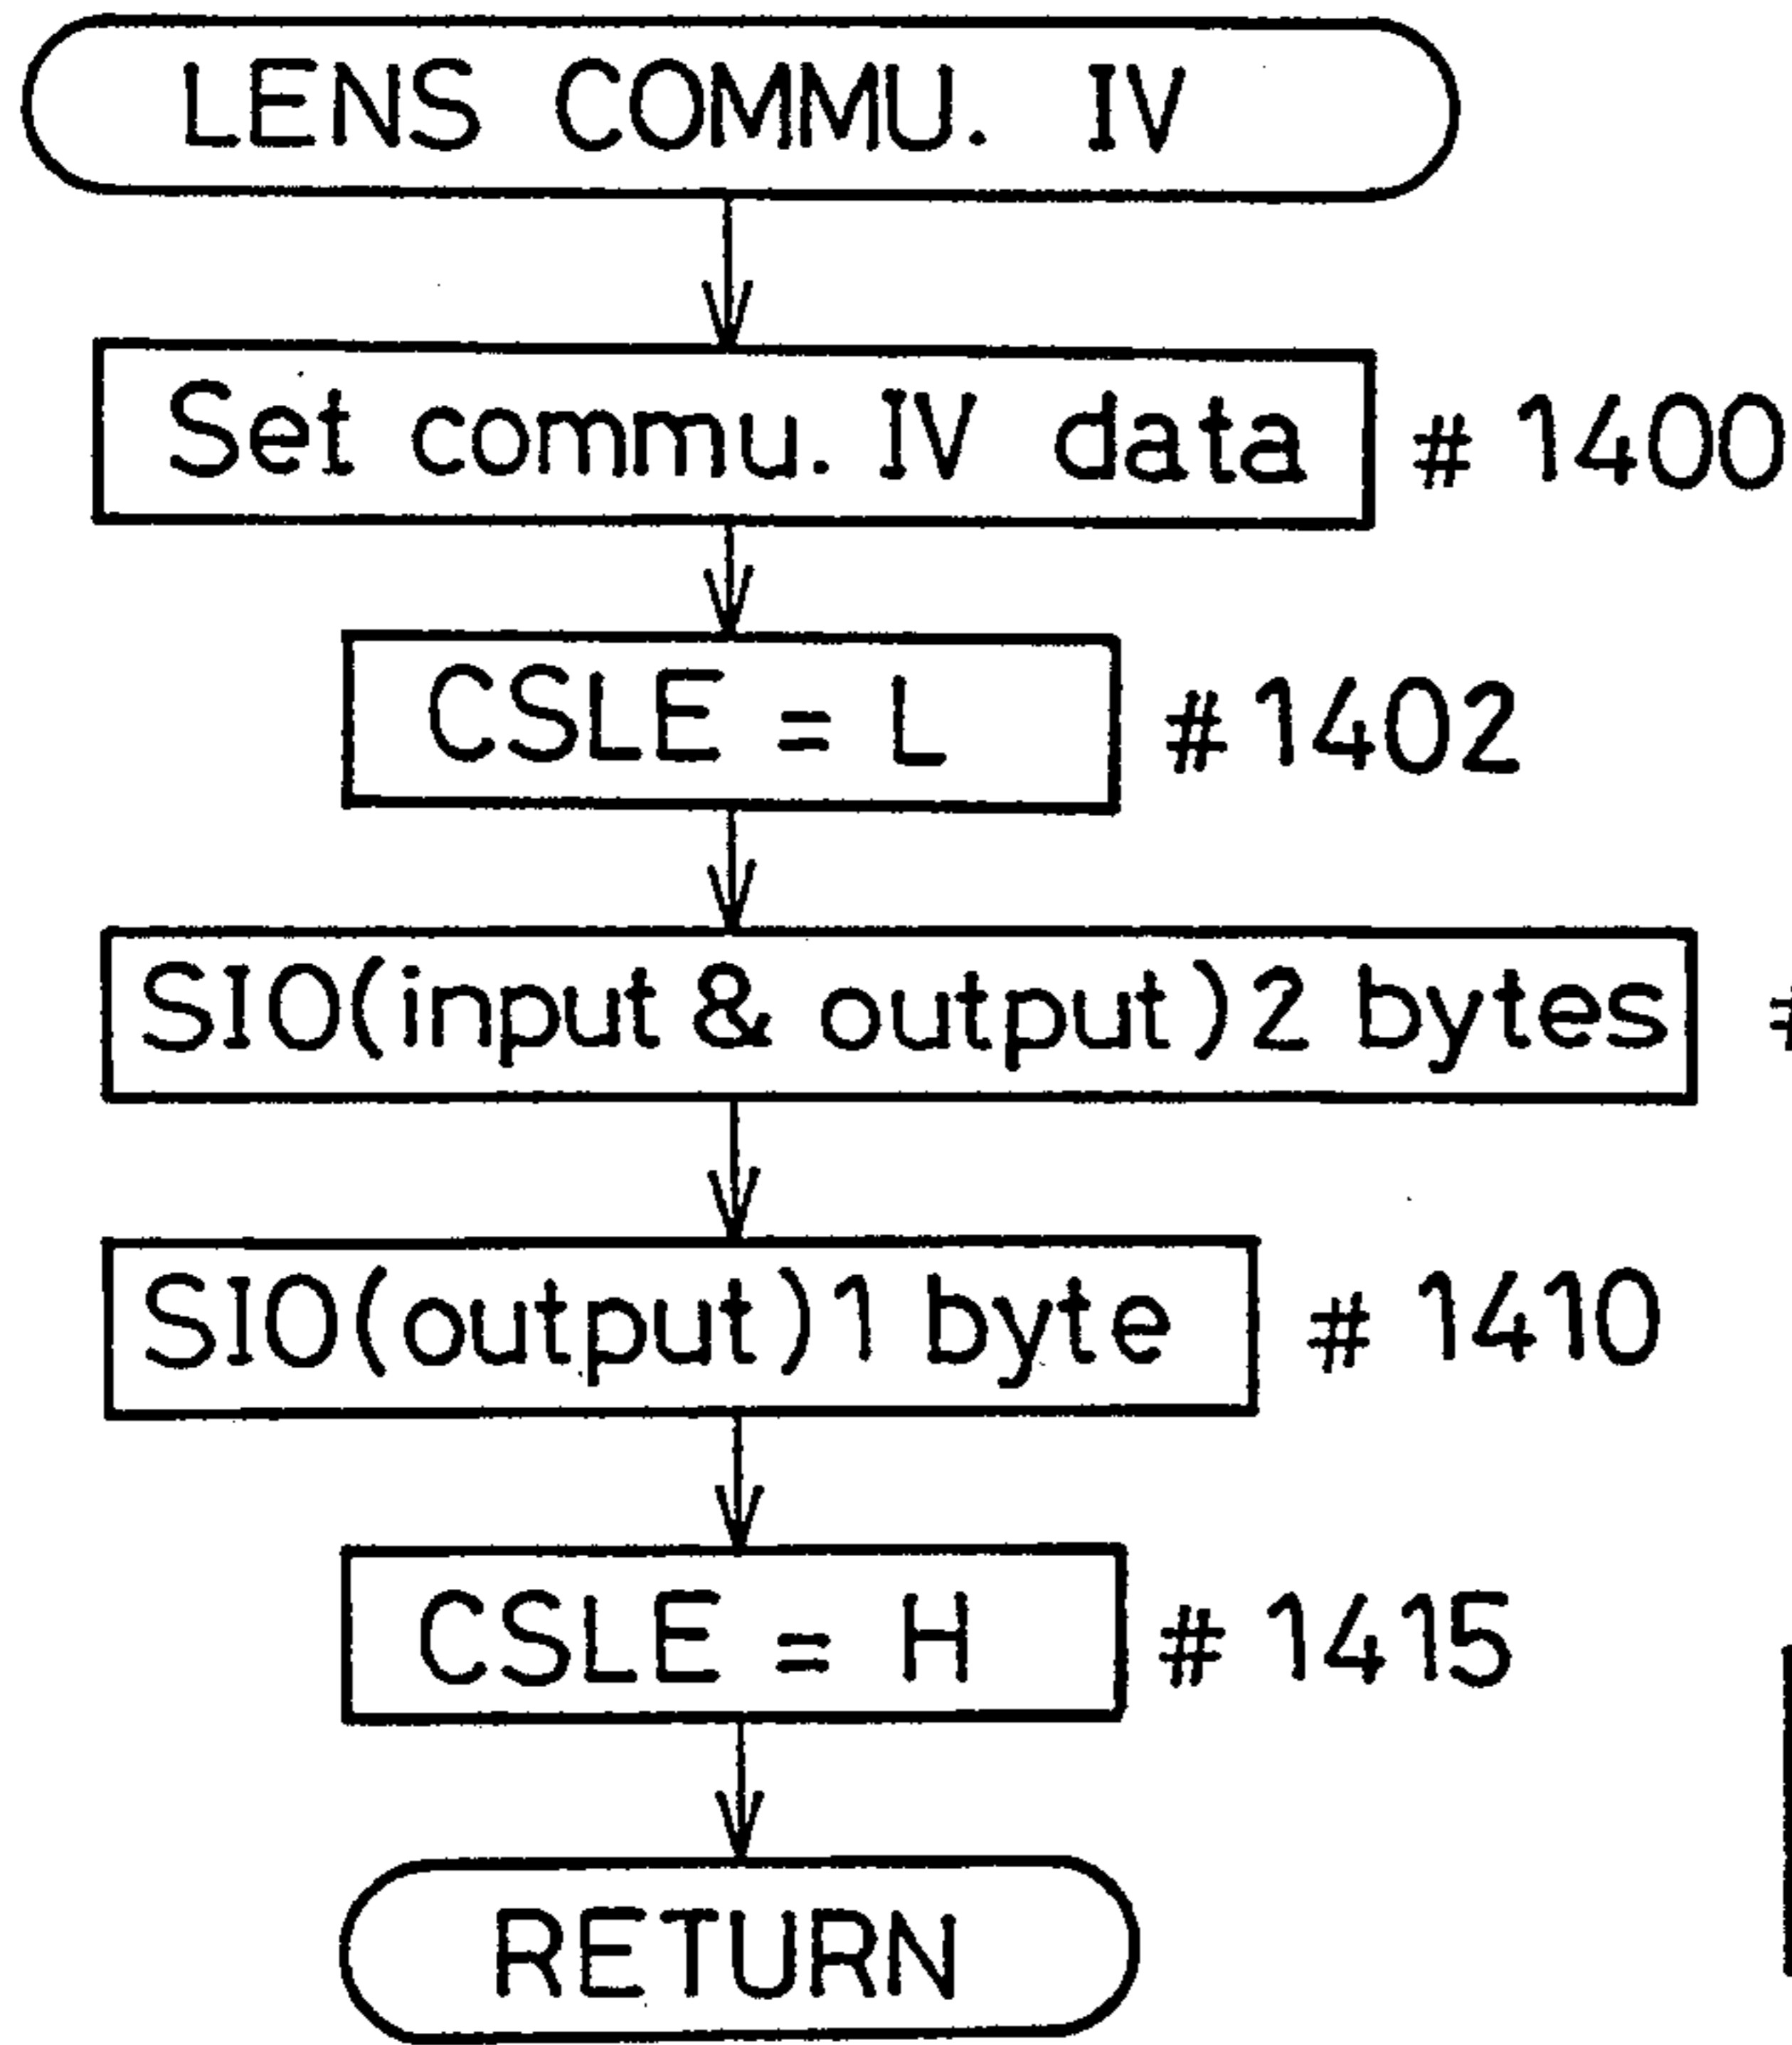 LENS COMMU. IV
Set commu. IV data # 1400
CSLE = L # 1402
SIO(input & output)2 bytes #
SIO(output)1 byte # 1410
CSLE = H # 1415
RETURN